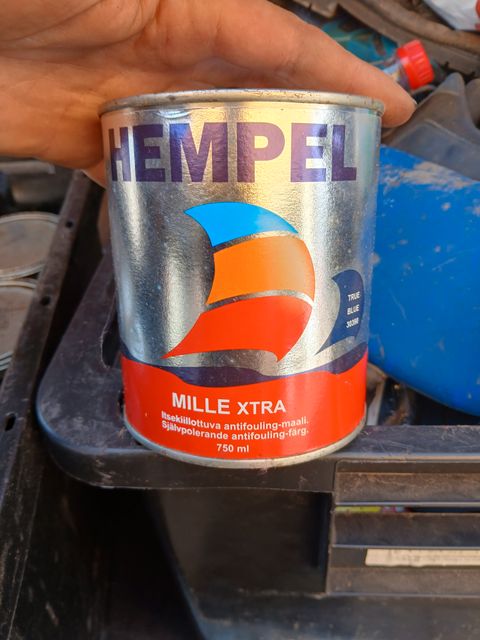 HEMPEL
TRUE
BLUE
30390
MILLE XTRA
Itsekiillottuva antifouling-maali.
Självpolerande antifouling-färg.
750 ml